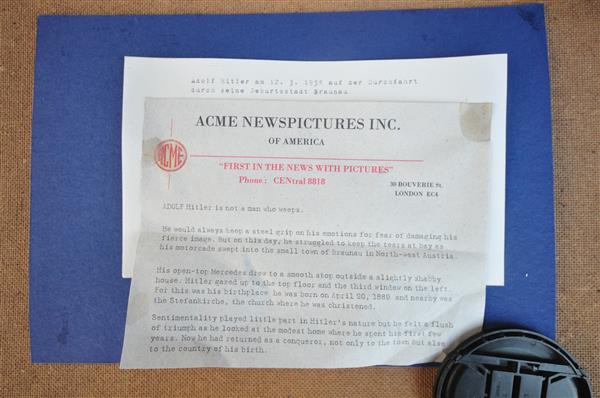 Adolf Hitler am 12. 3. 1938 auf der Durchfahrt
durch seine Geburtsstadt Braunau
ACME NEWSPICTURES INC.
OF AMERICA
ACME
"FIRST IN THE NEWS WITH PICTURES"
Phone: CENtral 8818
30 BOUVERIE St.
LONDON EC4
ADOLF Hitler is not a man who weeps.
He would always keep a steel grip on his emotions for fear of damaging his
fierce image. But on this day, he struggled to keep the tears at bay as
his motorcade swept into the small town of Braunau in North-west Austria.
His open-top Mercedes drew to a smooth stop outside a slightly shabby
house. Hitler gazed up to the top floor and the third window on the left.
For this was his birthplace he was born on April 20, 1889 and nearby was
the Stefankirche, the church where he was christened.
Sentimentality played little part in Hitler's nature but he felt a flush
of triumph as he looked at the modest home where he spent his first few
years. Now he had returned as a conqueror, not only to the town but also
to the country of his birth.